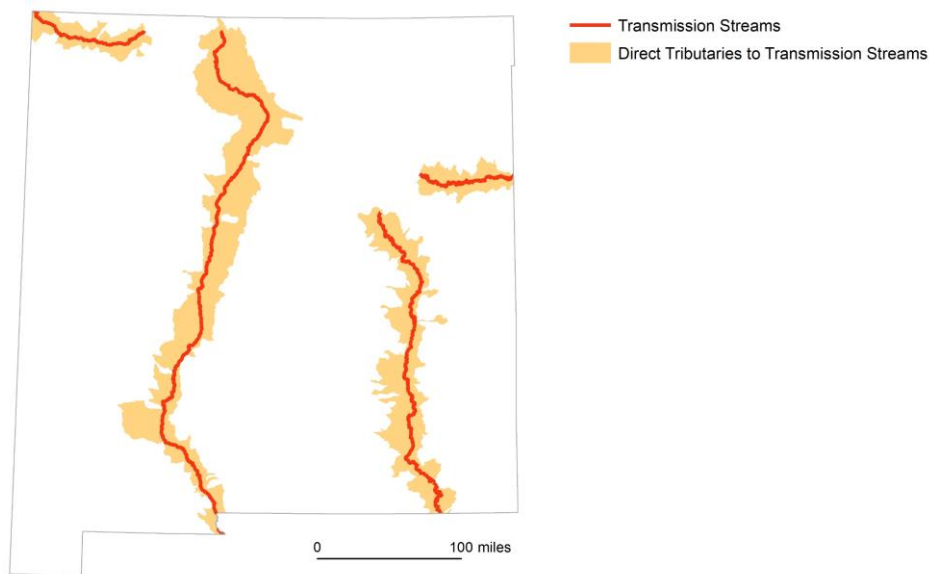 Transmission Streams
Direct Tributaries to Transmission Streams
0 100 miles